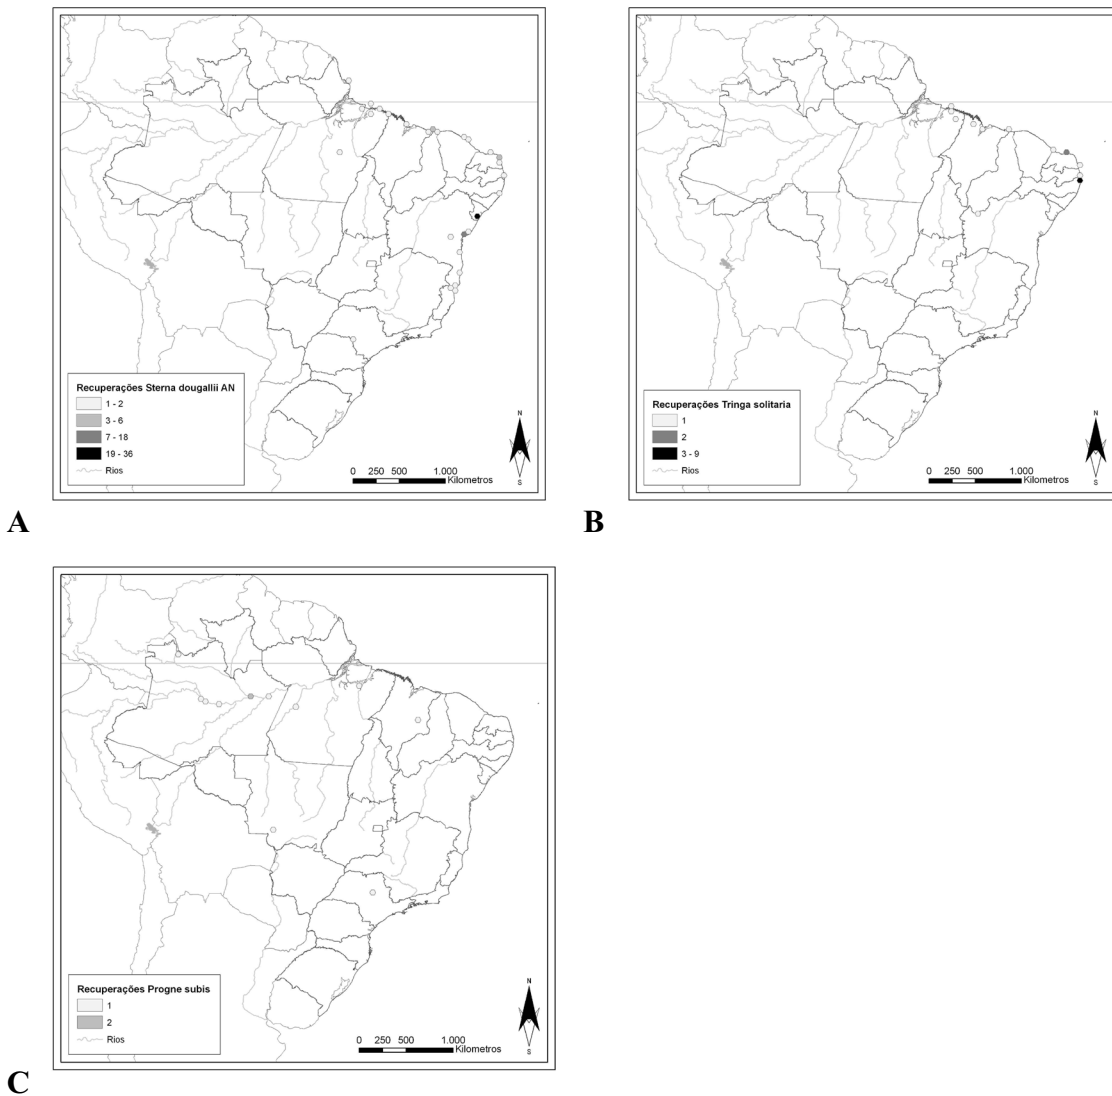 Recuperações Sterna dougallii AN
1 - 2
3 - 6
7 - 18
19 - 36
Rios
N
S
0 250 500 1.000
Kilometros
A
Recuperações Tringa solitaria
1
2
3 - 9
Rios
N
S
0 250 500 1.000
Kilometros
B
Recuperações Progne subis
1
2
Rios
N
S
0 250 500 1.000
Kilometros
C